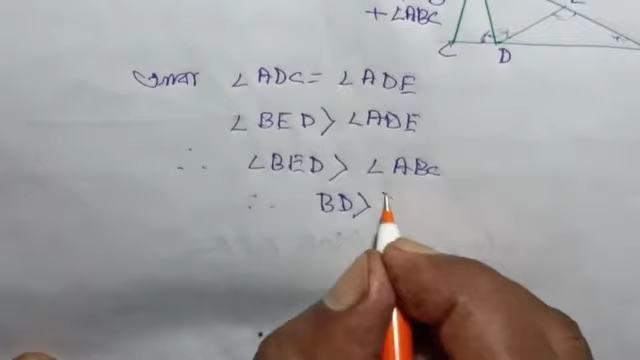 + ∠ABC
C
D
∠ADC = ∠ADE
∠BED > ∠ADE
∴ ∠BED > ∠ABC
∴ BD >